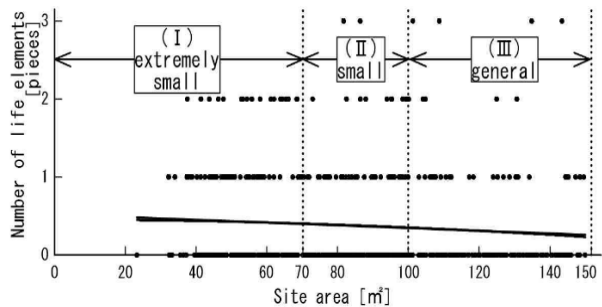 Number of life elements
[pieces]
3
2
1
0
(Ⅰ)
extremely
small
(Ⅱ)
small
(Ⅲ)
general
0 20 40 60 70 80 100 120 140 150
Site area [㎡]